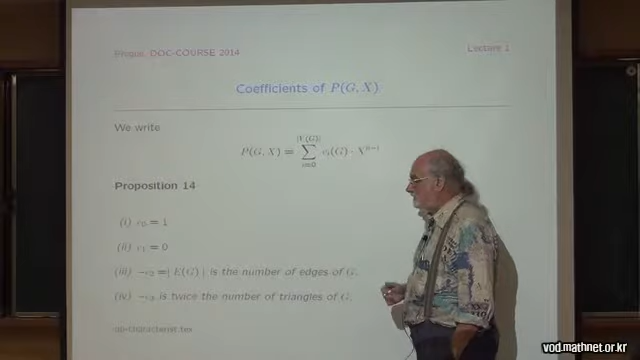 Prague, DOC-COURSE 2014
Lecture 1
Coefficients of P(G, X)
We write
P(G, X) = \sum_{i=0}^{|V(G)|} c_i(G) · X^{n-i}
Proposition 14
(i) c_0 = 1
(ii) c_1 = 0
(iii) −c_2 =| E(G) | is the number of edges of G.
(iv) −c_3 is twice the number of triangles of G.
vod.mathnet.or.kr